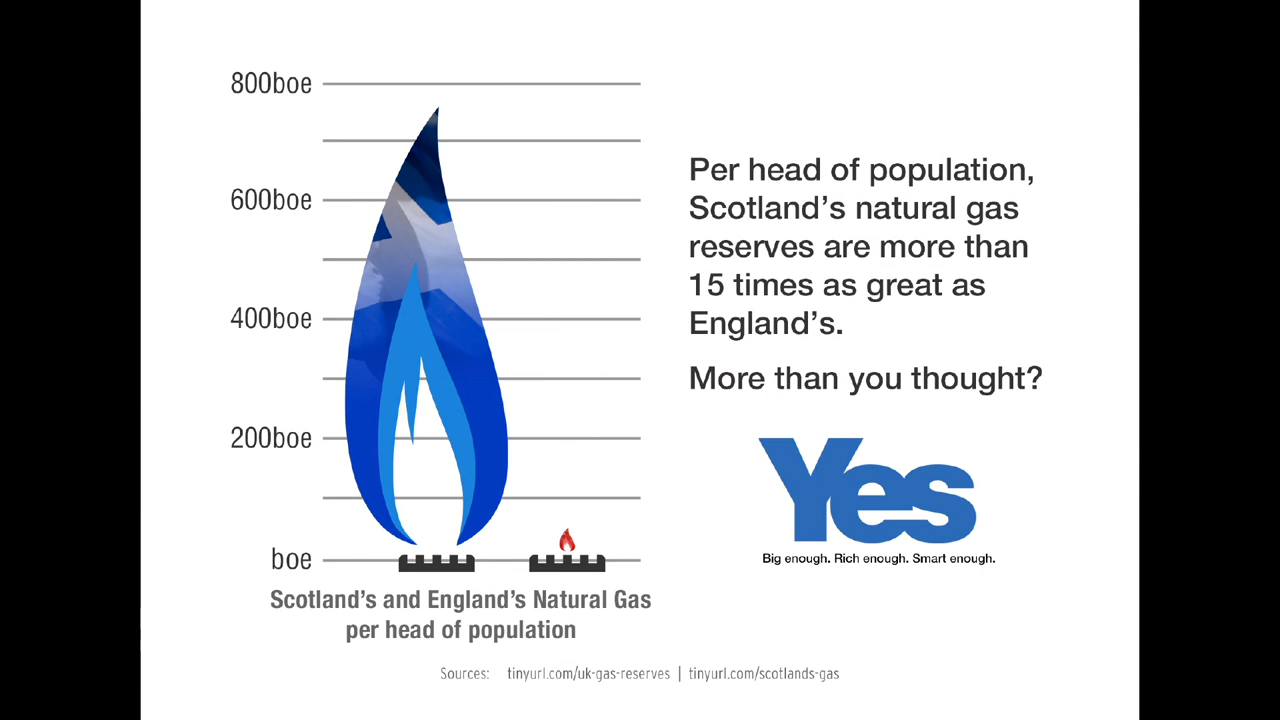 800boe
600boe
400boe
200boe
boe
Scotland's and England's Natural Gas
per head of population
Per head of population,
Scotland's natural gas
reserves are more than
15 times as great as
England's.
More than you thought?
Yes
Big enough. Rich enough. Smart enough.
Sources: tinyurl.com/uk-gas-reserves | tinyurl.com/scotlands-gas